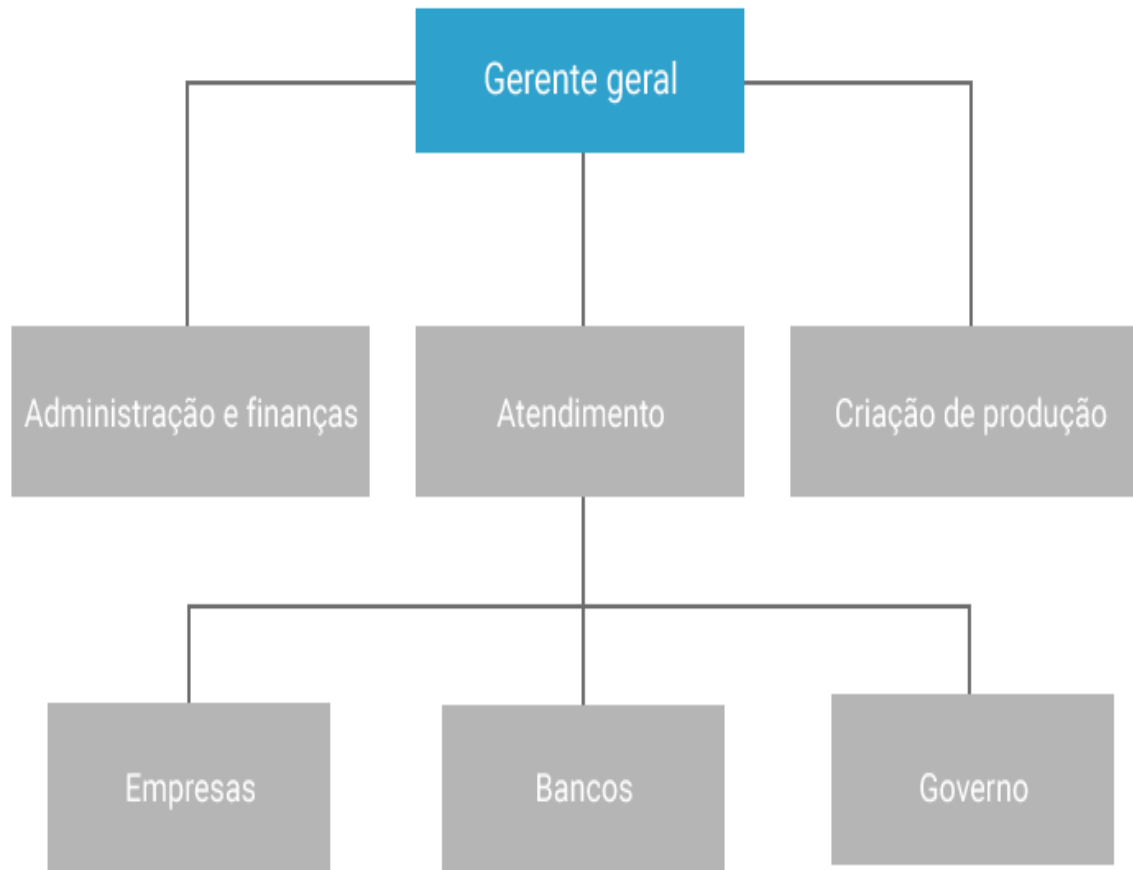 Gerente geral
Administração e finanças
Atendimento
Criação de produção
Empresas
Bancos
Governo